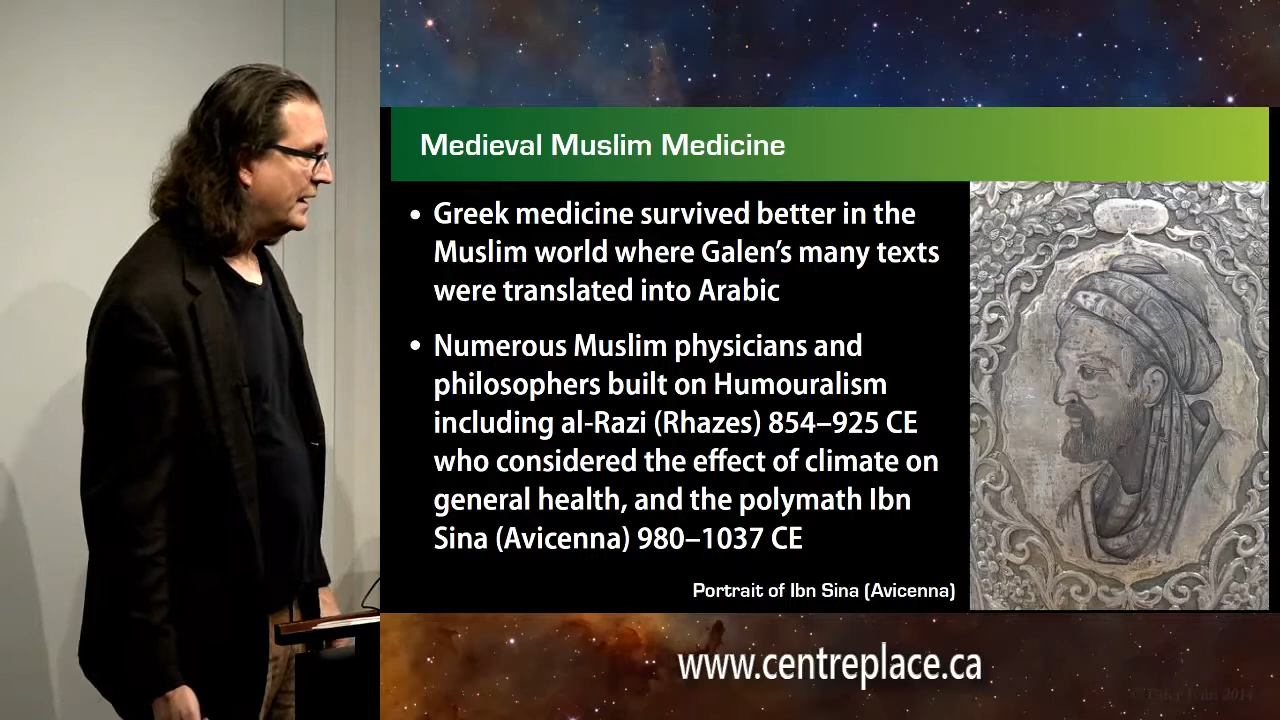 Medieval Muslim Medicine
• Greek medicine survived better in the
Muslim world where Galen’s many texts
were translated into Arabic
• Numerous Muslim physicians and
philosophers built on Humouralism
including al-Razi (Rhazes) 854–925 CE
who considered the effect of climate on
general health, and the polymath Ibn
Sina (Avicenna) 980–1037 CE
Portrait of Ibn Sina (Avicenna)
www.centreplace.ca